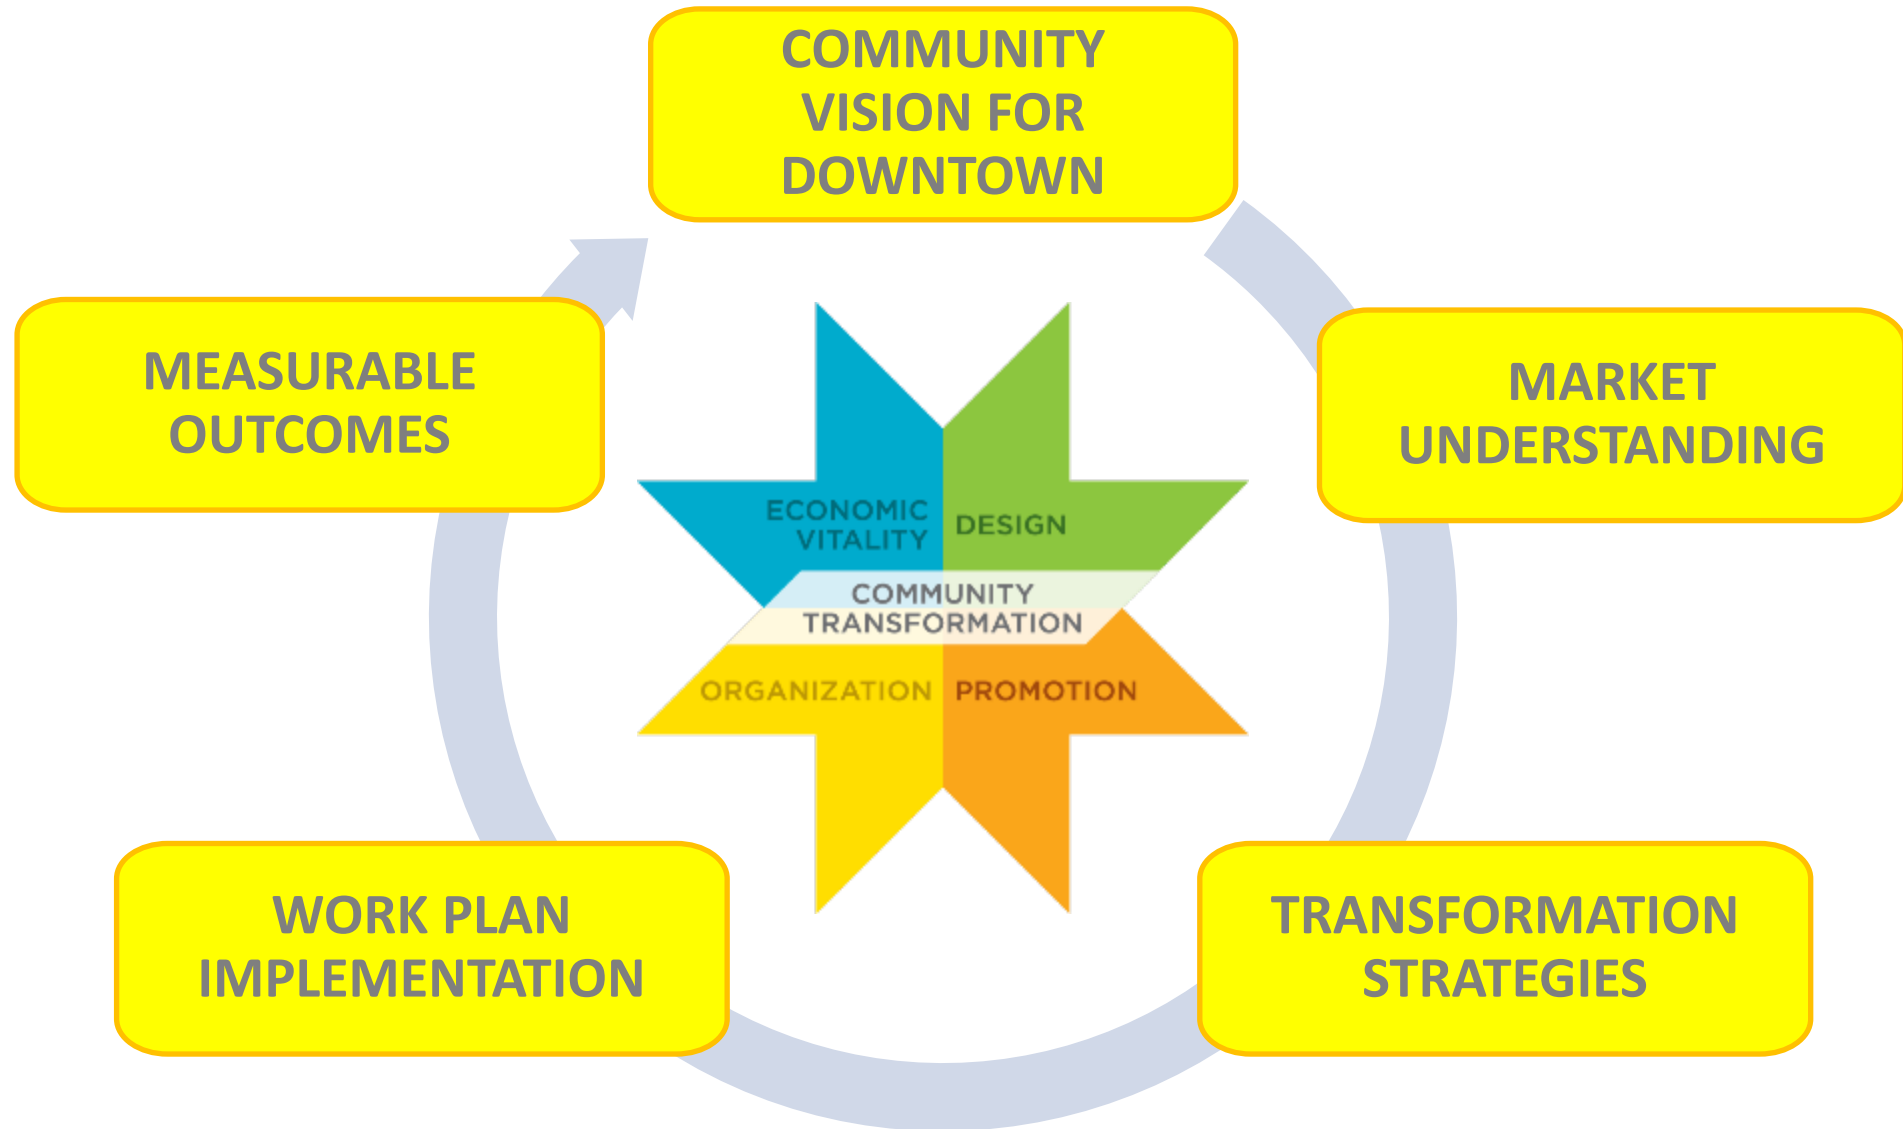 COMMUNITY
VISION FOR
DOWNTOWN
MARKET
UNDERSTANDING
TRANSFORMATION
STRATEGIES
WORK PLAN
IMPLEMENTATION
MEASURABLE
OUTCOMES
ECONOMIC
VITALITY
DESIGN
COMMUNITY
TRANSFORMATION
ORGANIZATION
PROMOTION